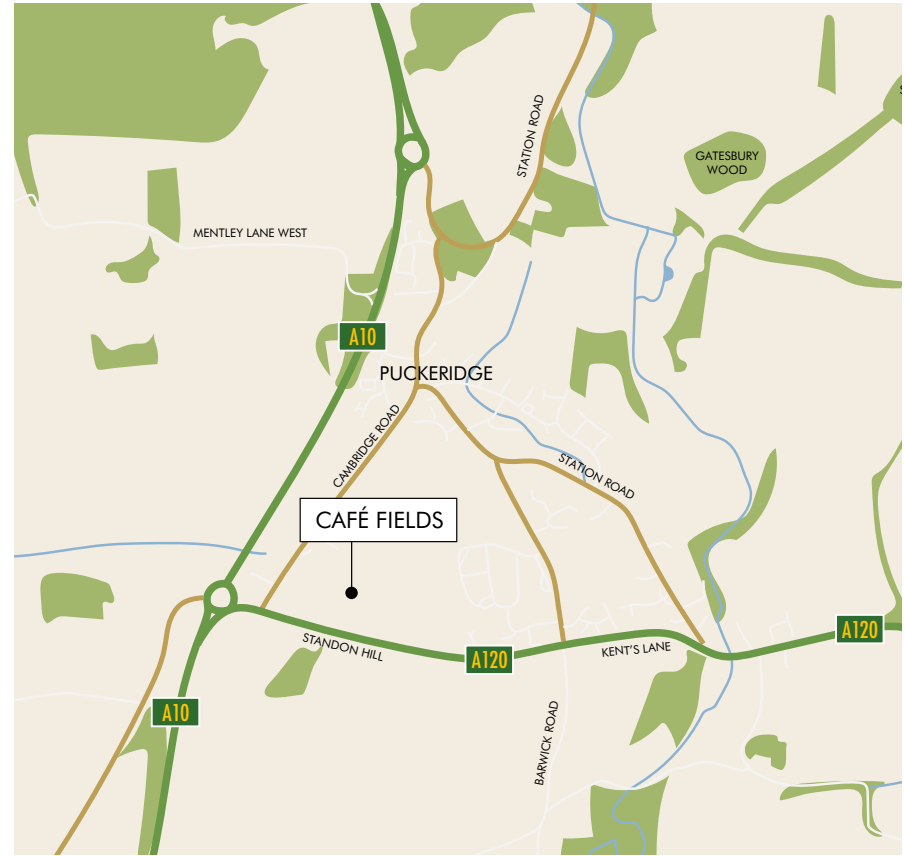 STATION ROAD
S
GATESBURY
WOOD
MENTLEY LANE WEST
A10
PUCKERIDGE
CAMBRIDGE ROAD
STATION ROAD
CAFÉ FIELDS
STANDON HILL
A120
KENT'S LANE
A120
A10
BARWICK ROAD